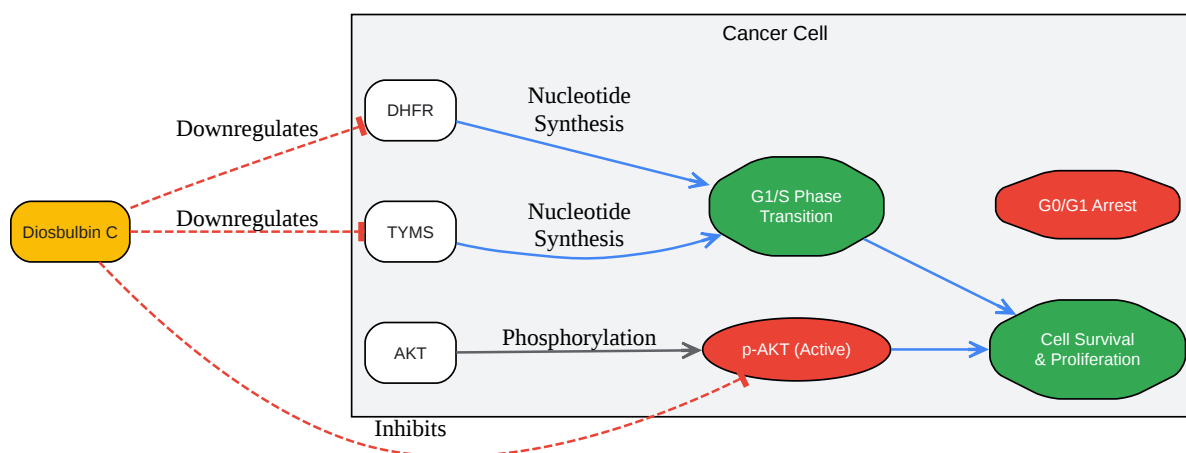 Cancer Cell
DHFR
Nucleotide
Synthesis
Downregulates
G1/S Phase
Transition
G0/G1 Arrest
Diosbulbin C
Downregulates
TYMS
Nucleotide
Synthesis
AKT
Phosphorylation
p-AKT (Active)
Cell Survival
& Proliferation
Inhibits